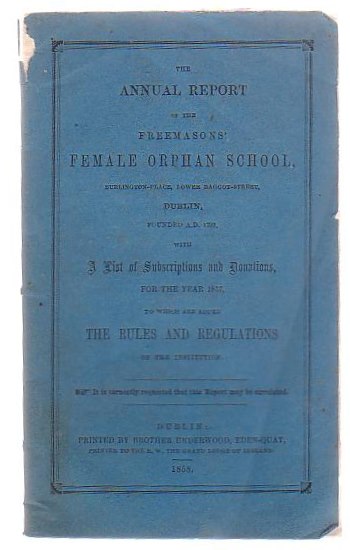 THE
ANNUAL REPORT
OF THE
FREEMASONS'
FEMALE ORPHAN SCHOOL,
BURLINGTON-PLACE, LOWER BAGGOT-STREET,
DUBLIN,
FOUNDED A.D.
WITH
A List of Subscriptions and Donations,
FOR THE YEAR 1857,
TO WHICH ARE ADDED
THE RULES AND REGULATIONS
OF THE INSTITUTION.
It is earnestly requested that this Report may be circulated.
DUBLIN:
PRINTED BY BROTHER UNDERWOOD, EDEN-QUAY,
PRINTER TO THE R. W. THE GRAND LODGE OF IRELAND.
1858.